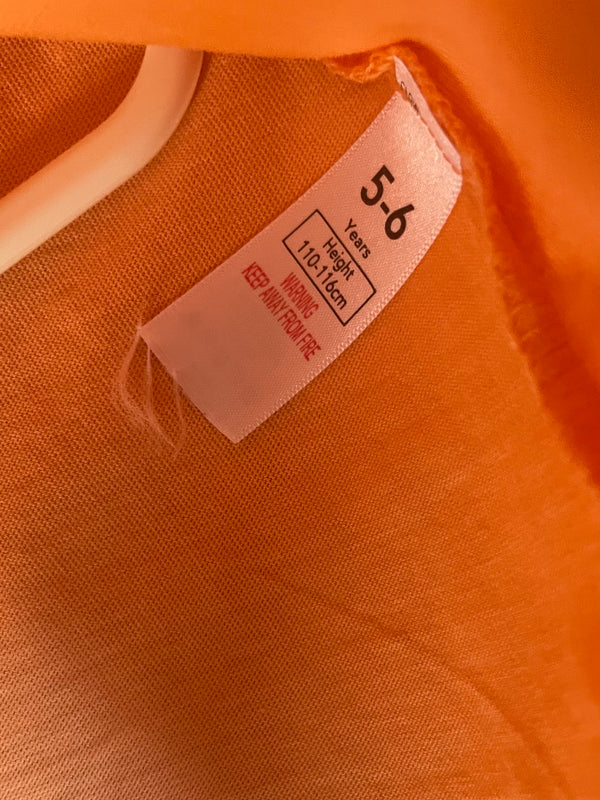 5-6
Years
Height
110-116cm
WARNING
KEEP AWAY FROM FIRE